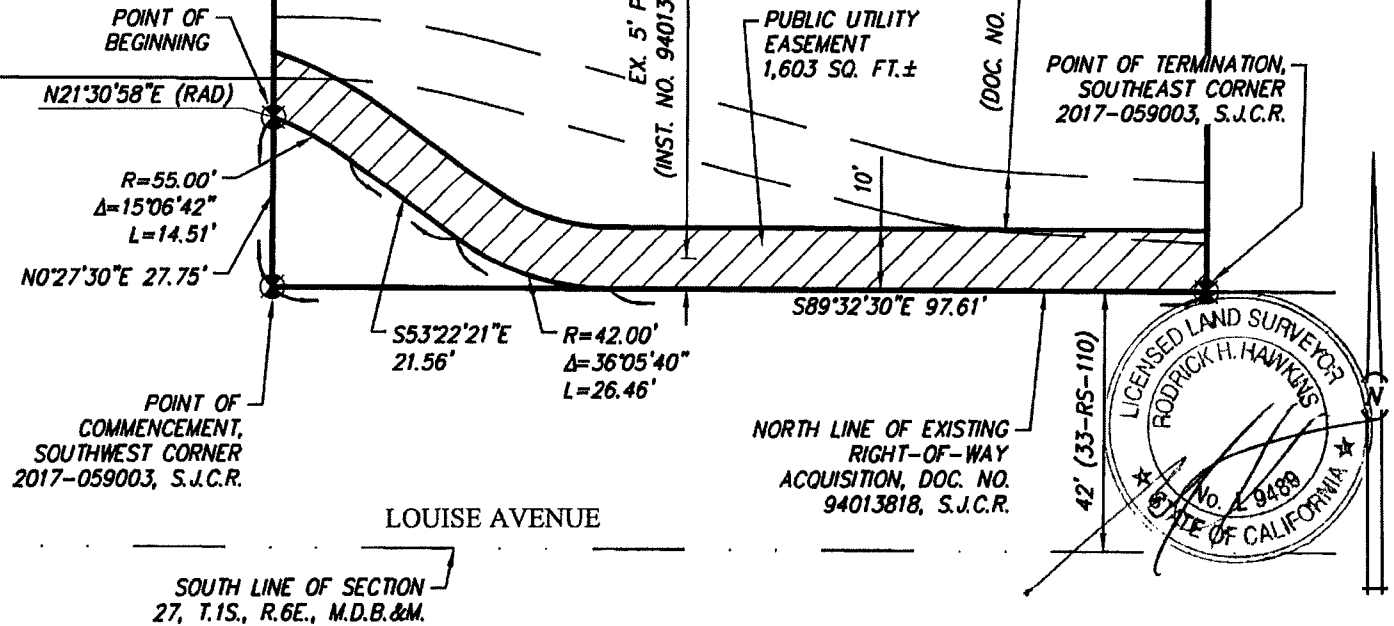 POINT OF
BEGINNING
N21°30'58"E (RAD)
R=55.00'
Δ=15°06'42"
L=14.51'
N0°27'30"E 27.75'
EX. 5' P
(INST. NO. 94013
PUBLIC UTILITY
EASEMENT
1,603 SQ. FT.±
(DOC. NO.
POINT OF TERMINATION,
SOUTHEAST CORNER
2017-059003, S.J.C.R.
10'
S89°32'30"E 97.61'
S53°22'21"E
21.56'
R=42.00'
Δ=36°05'40"
L=26.46'
POINT OF
COMMENCEMENT,
SOUTHWEST CORNER
2017-059003, S.J.C.R.
NORTH LINE OF EXISTING
RIGHT-OF-WAY
ACQUISITION, DOC. NO.
94013818, S.J.C.R.
42' (33-RS-110)
LICENSED LAND SURVEYOR
RODRICK H. HAWKINS
No. L 9489
STATE OF CALIFORNIA
N
LOUISE AVENUE
SOUTH LINE OF SECTION
27, T.1S., R.6E., M.D.B.&M.